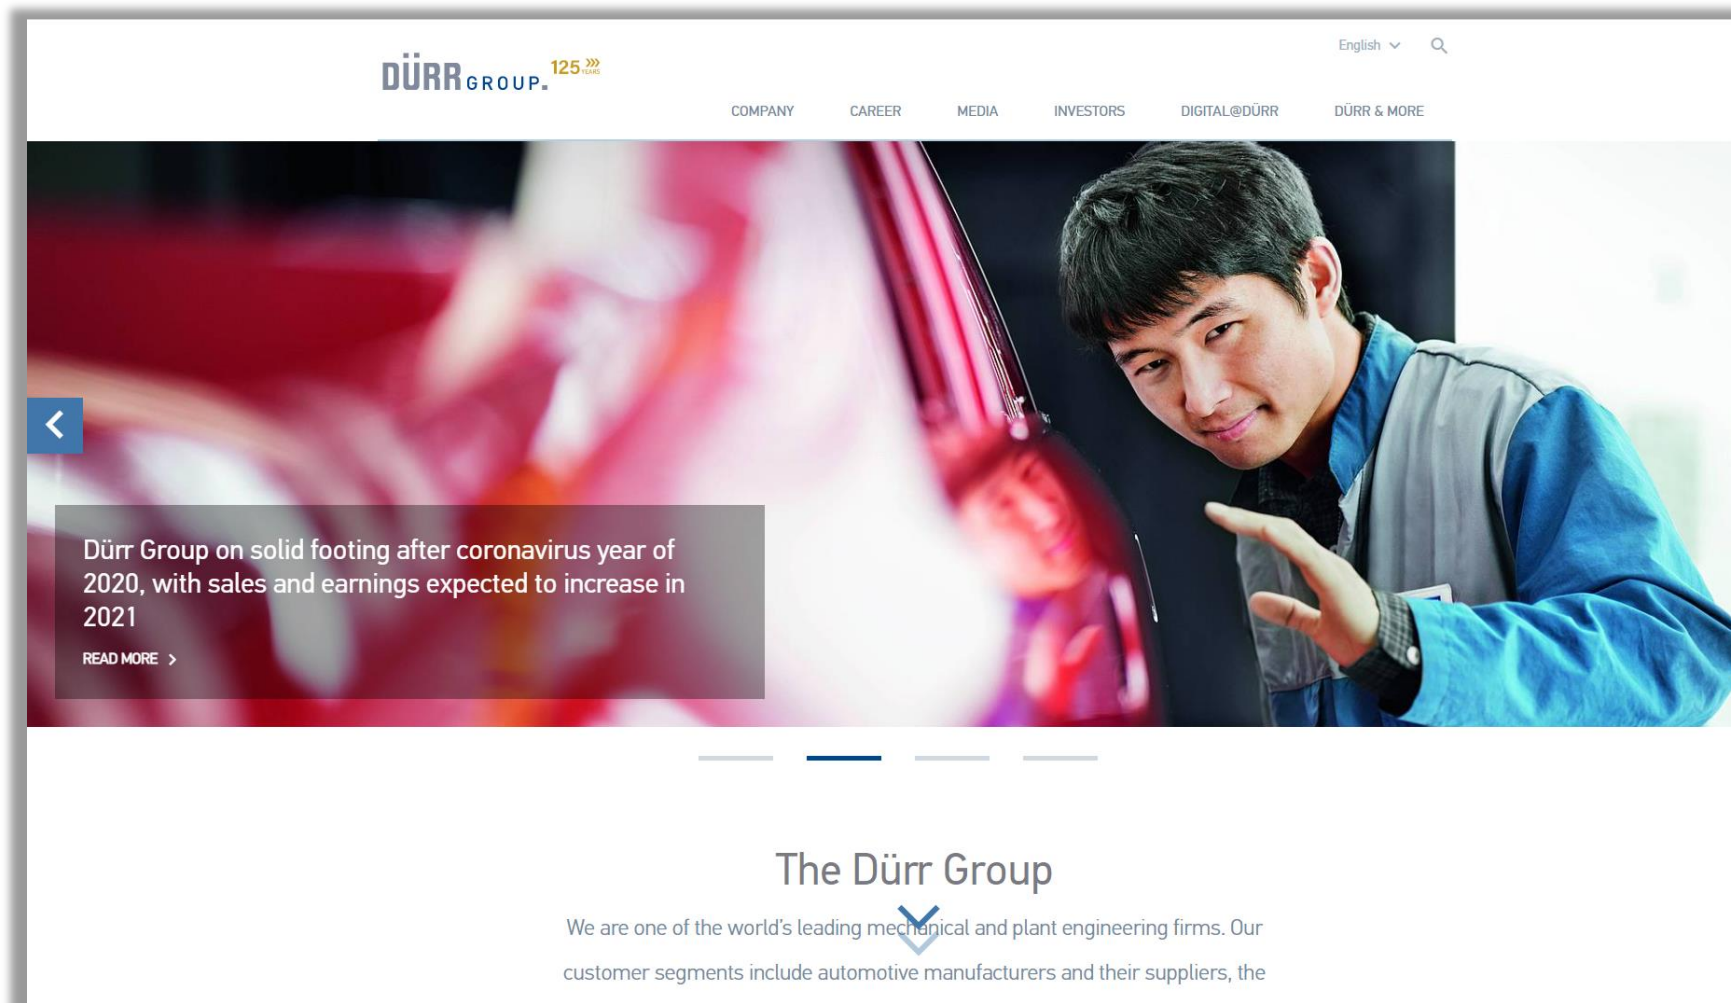 English
DÜRR GROUP. 125 YEARS
COMPANY CAREER MEDIA INVESTORS DIGITAL@DÜRR DÜRR & MORE
Dürr Group on solid footing after coronavirus year of
2020, with sales and earnings expected to increase in
2021
READ MORE
The Dürr Group
We are one of the world's leading mechanical and plant engineering firms. Our
customer segments include automotive manufacturers and their suppliers, the